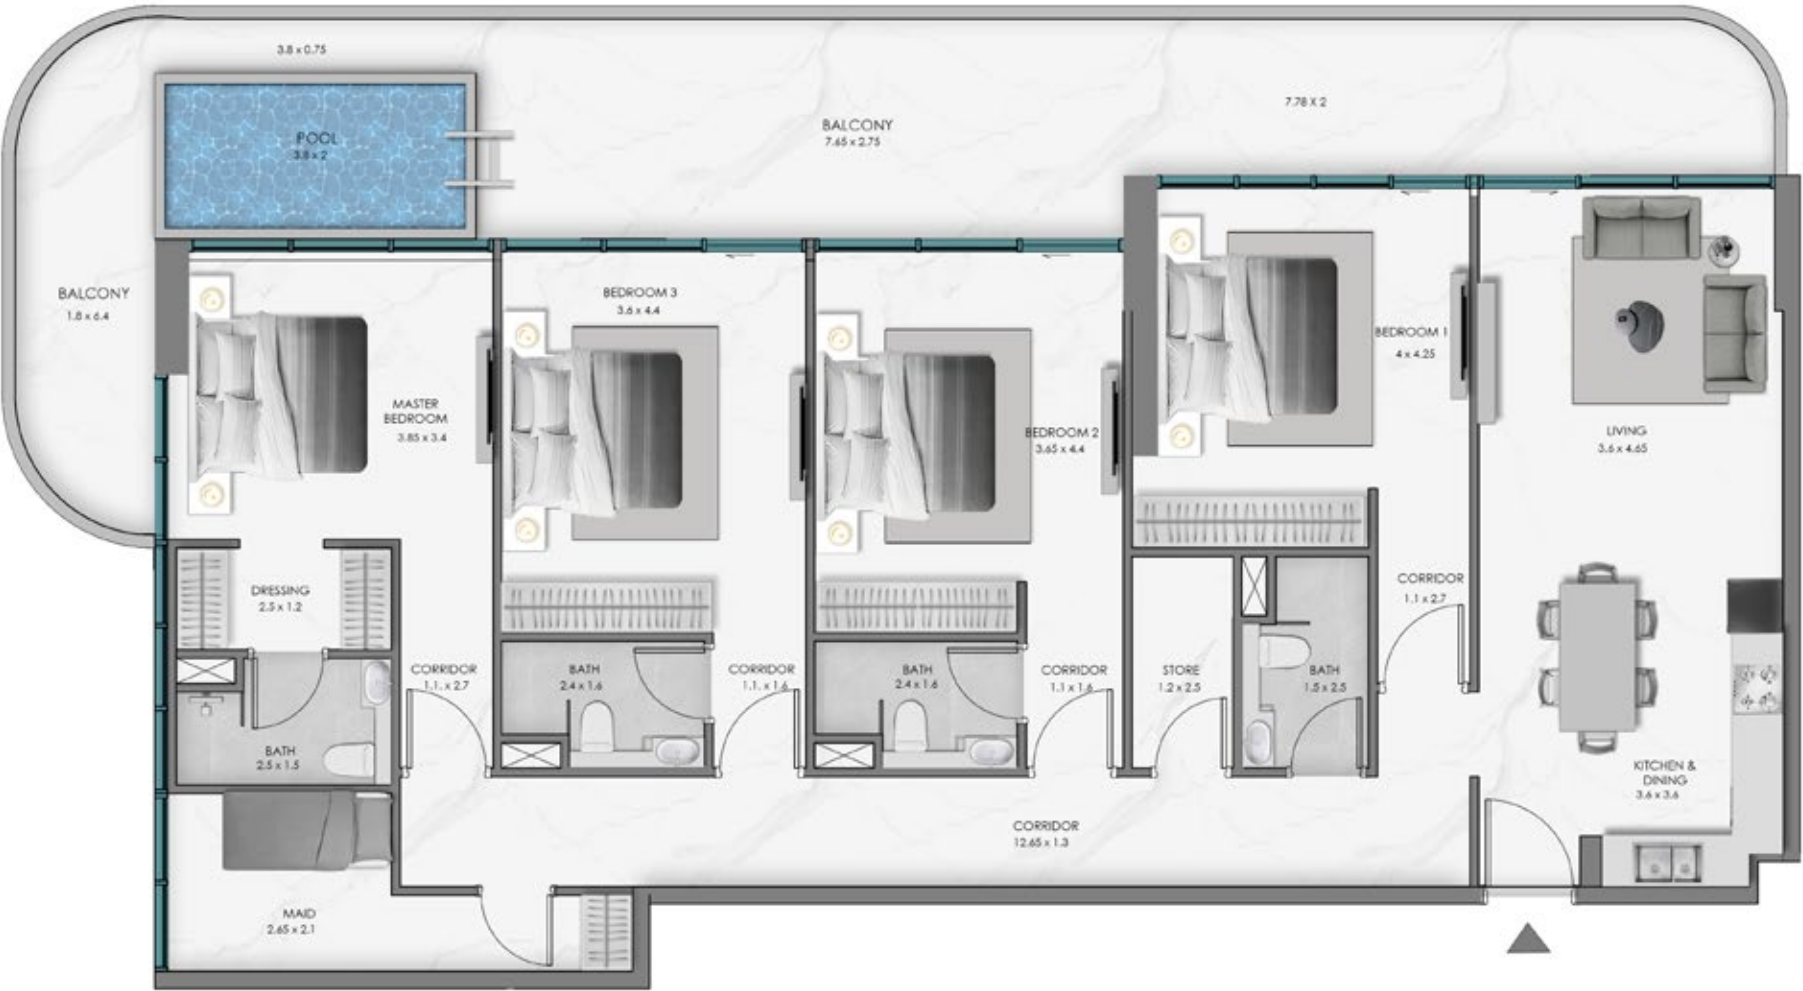 3.8 x 0.75
POOL
3.8 x 2
BALCONY
7.65 x 2.75
7.78 X 2
BALCONY
1.8 x 6.4
MASTER
BEDROOM
3.85 x 3.4
BEDROOM 3
3.6 x 4.4
BEDROOM 2
3.65 x 4.4
BEDROOM 1
4 x 4.25
LIVING
3.6 x 4.65
DRESSING
2.5 x 1.2
CORRIDOR
1.1. x 2.7
BATH
2.4 x 1.6
CORRIDOR
1.1. x 1.6
BATH
2.4 x 1.6
CORRIDOR
1.1 x 1.6
STORE
1.2 x 2.5
BATH
1.5 x 2.5
CORRIDOR
1.1 x 2.7
BATH
2.5 x 1.5
KITCHEN &
DINING
3.6 x 3.6
CORRIDOR
12.65 x 1.3
MAID
2.65 x 2.1